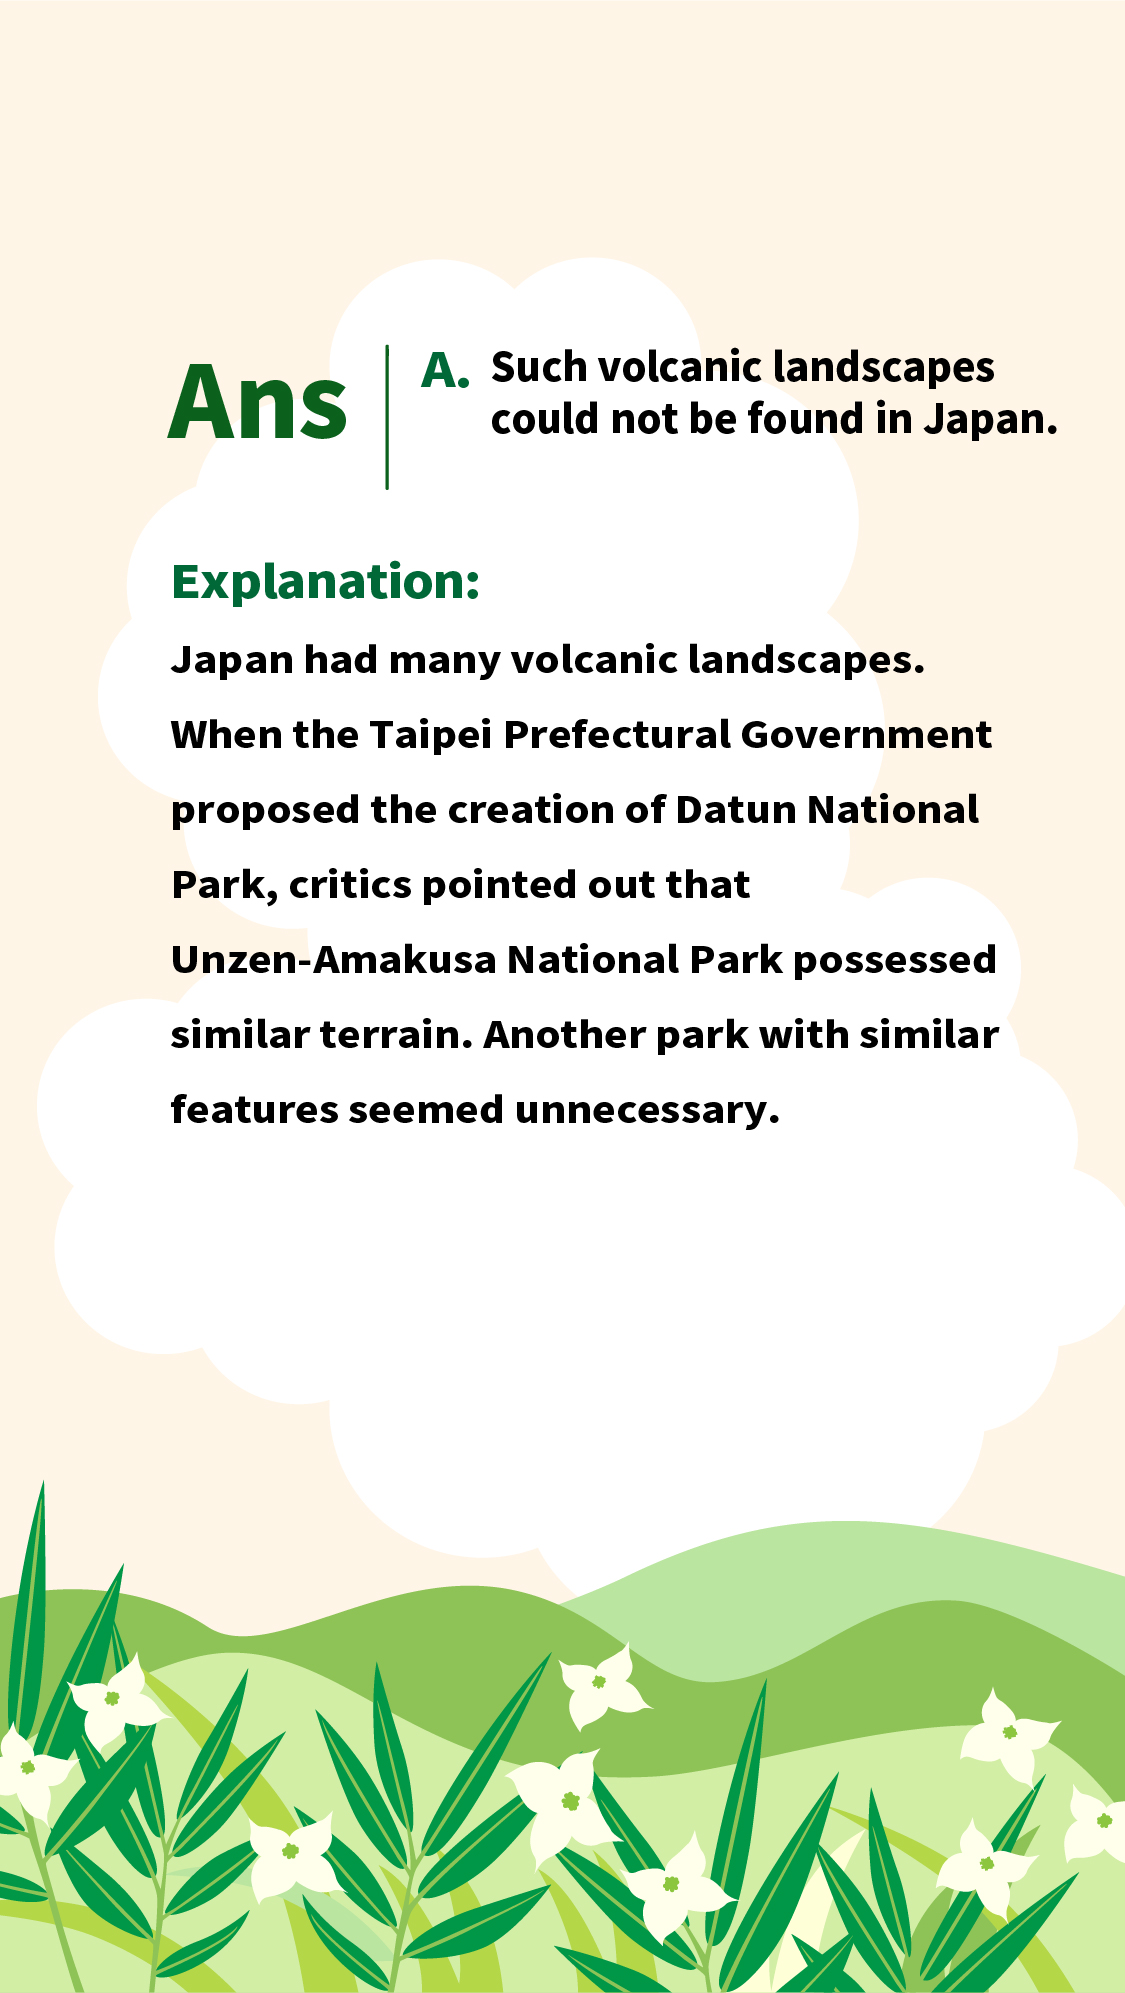 Ans
A. Such volcanic landscapes
could not be found in Japan.
Explanation:
Japan had many volcanic landscapes.
When the Taipei Prefectural Government
proposed the creation of Datun National
Park, critics pointed out that
Unzen-Amakusa National Park possessed
similar terrain. Another park with similar
features seemed unnecessary.